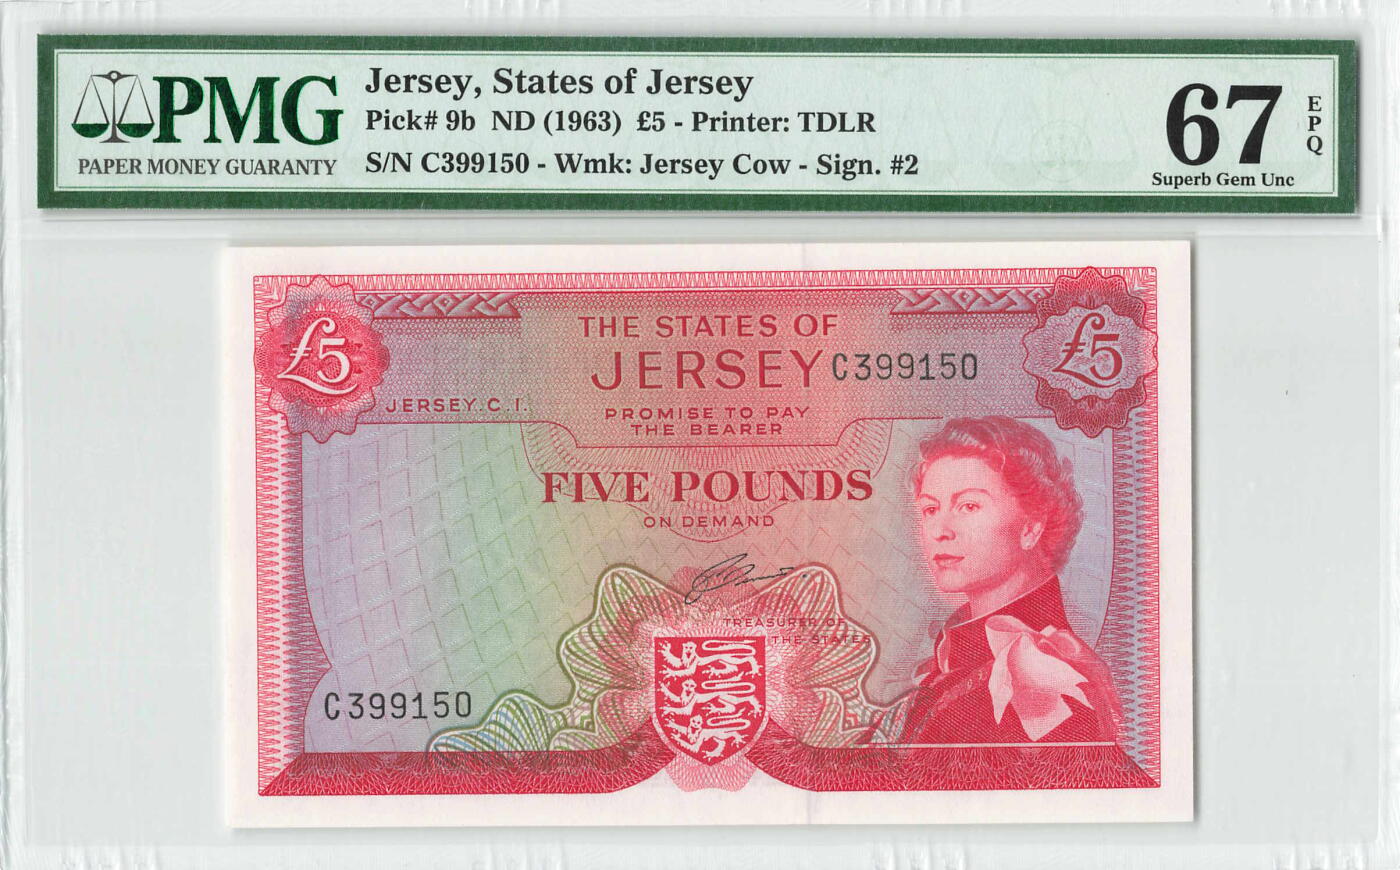 PMG
PAPER MONEY GUARANTY
Jersey, States of Jersey
Pick# 9b ND (1963) £5 - Printer: TDLR
S/N C399150 - Wmk: Jersey Cow - Sign. #2
67
EPQ
Superb Gem Unc
£5
£5
THE STATES OF
JERSEY
C399150
JERSEY. C.I.
PROMISE TO PAY
THE BEARER
FIVE POUNDS
ON DEMAND
TREASURER OF
THE STATES
C399150